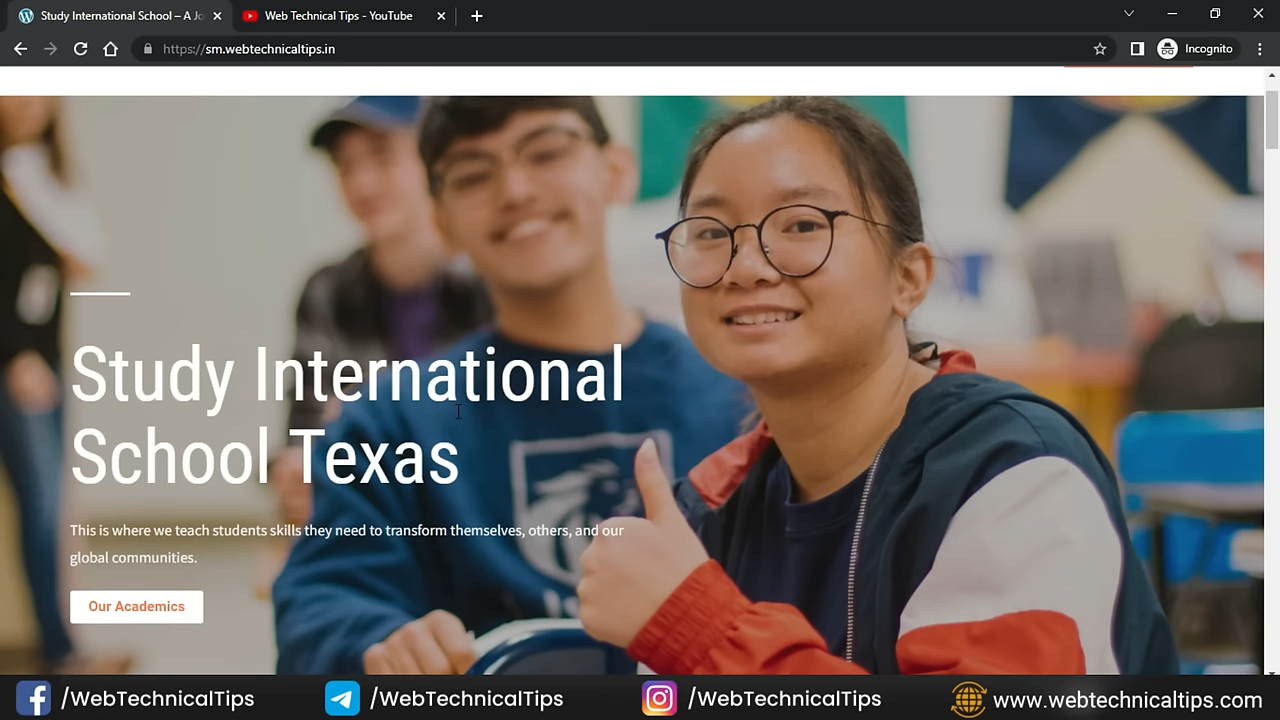 Study International School – A Jo
Web Technical Tips - YouTube
https://sm.webtechnicaltips.in
Incognito
Study International
School Texas
This is where we teach students skills they need to transform themselves, others, and our
global communities.
Our Academics
/WebTechnicalTips
/WebTechnicalTips
/WebTechnicalTips
www.webtechnicaltips.com